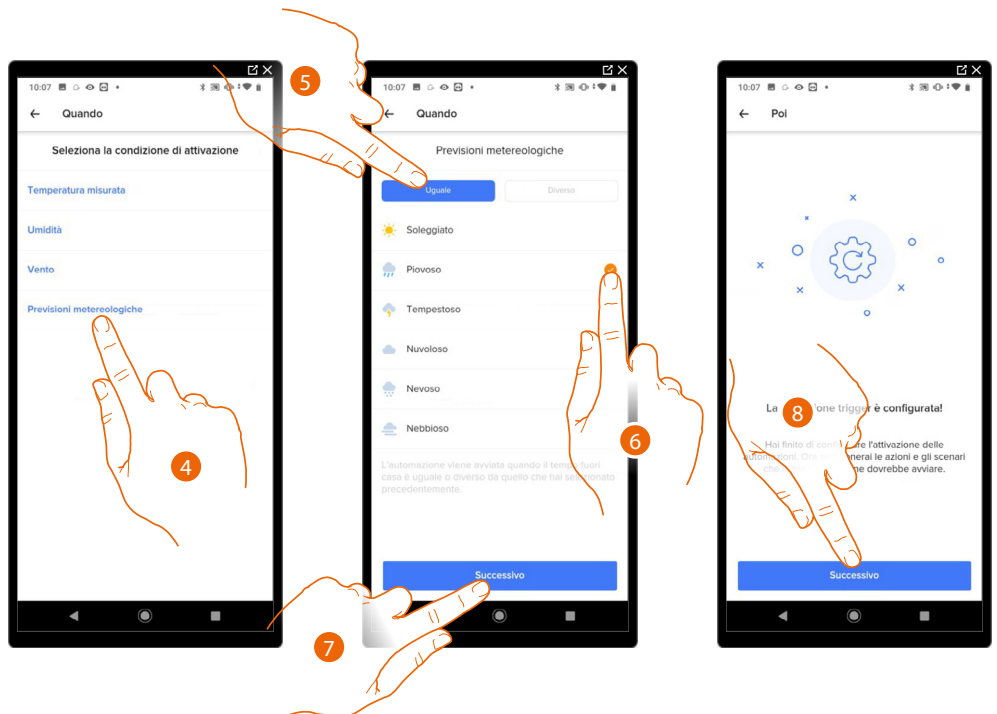 10:07
Quando
Seleziona la condizione di attivazione
Temperatura misurata
Umidità
Vento
Previsioni metereologiche
4
5
10:07
Quando
Previsioni metereologiche
Uguale
Diverso
Soleggiato
Piovoso
Tempestoso
Nuvoloso
Nevoso
Nebbioso
L'automazione viene avviata quando il tempo fuori
casa è uguale o diverso da quello che hai selezionato
precedentemente.
Successivo
6
7
10:07
Poi
La trigger è configurata!
Hai finito di l'attivazione delle
Ora le azioni e gli scenari
che dovrebbe avviare.
Successivo
8